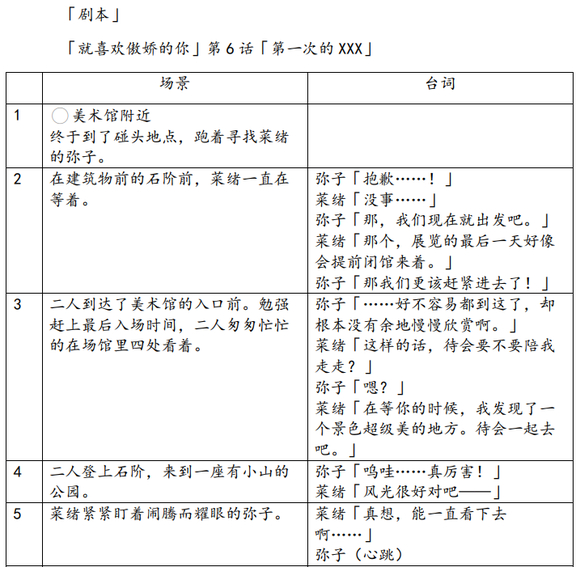 「剧本」
「就喜欢傲娇的你」第 6 话「第一次的 XXX」
场景
台词
1
○美术馆附近
终于到了碰头地点，跑着寻找菜绪
的弥子。
2
在建筑物前的石阶前，菜绪一直在
等着。
弥子「抱歉……！」
菜绪「没事……」
弥子「那，我们现在就出发吧。」
菜绪「那个，展览的最后一天好像
会提前闭馆来着。」
弥子「那我们更该赶紧进去了！」
3
二人到达了美术馆的入口前。勉强
赶上最后入场时间，二人匆匆忙忙
的在场馆里四处看着。
弥子「……好不容易都到这了，却
根本没有余地慢慢欣赏啊。」
菜绪「这样的话，待会要不要陪我
走走？」
弥子「嗯？」
菜绪「在等你的时候，我发现了一
个景色超级美的地方。待会一起去
吧。」
4
二人登上石阶，来到一座有小山的
公园。
弥子「呜哇……真厉害！」
菜绪「风光很好对吧——」
5
菜绪紧紧盯着闹腾而耀眼的弥子。
菜绪「真想，能一直看下去
啊……」
弥子（心跳）